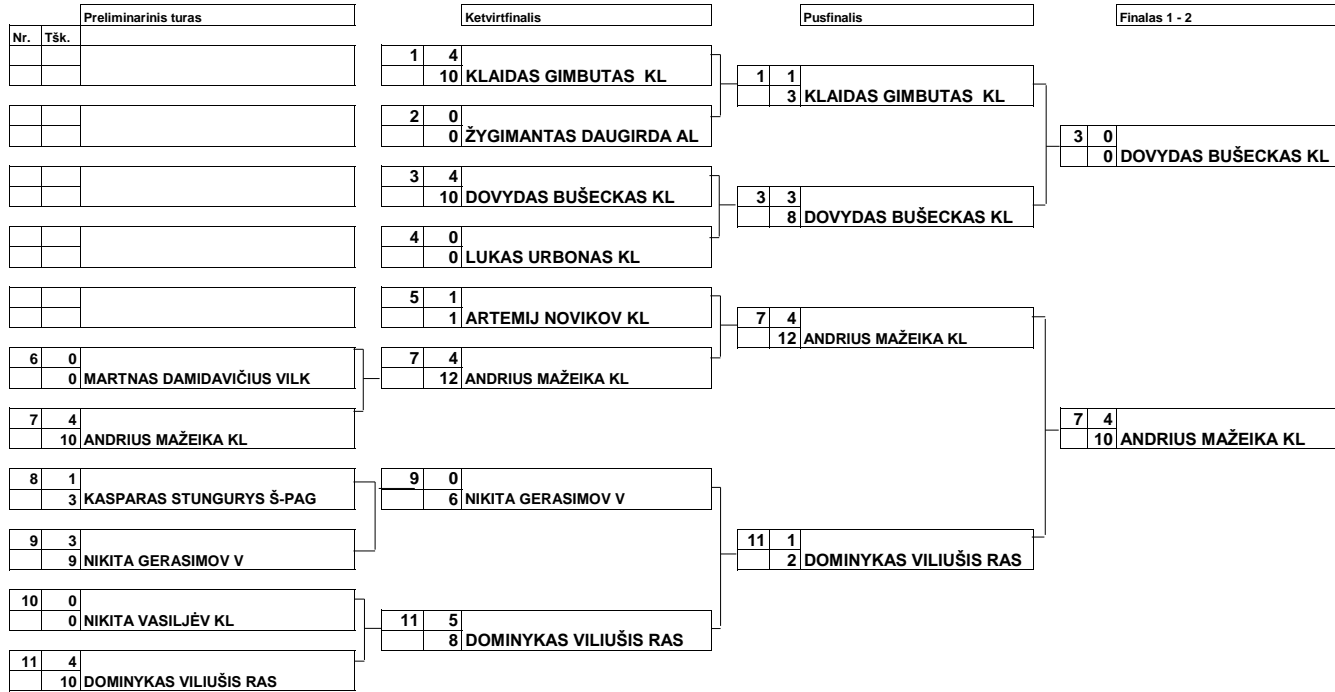 Preliminarinis turas
Ketvirtfinalis
Pusfinalis
Finalas 1 - 2
Nr. Tšk.
1 4
10 KLAIDAS GIMBUTAS KL
1 1
3 KLAIDAS GIMBUTAS KL
2 0
0 ŽYGIMANTAS DAUGIRDA AL
3 0
0 DOVYDAS BUŠECKAS KL
3 4
10 DOVYDAS BUŠECKAS KL
3 3
8 DOVYDAS BUŠECKAS KL
4 0
0 LUKAS URBONAS KL
5 1
1 ARTEMIJ NOVIKOV KL
7 4
12 ANDRIUS MAŽEIKA KL
6 0
0 MARTNAS DAMIDAVIČIUS VILK
7 4
12 ANDRIUS MAŽEIKA KL
7 4
10 ANDRIUS MAŽEIKA KL
7 4
10 ANDRIUS MAŽEIKA KL
8 1
3 KASPARAS STUNGURYS Š-PAG
9 0
6 NIKITA GERASIMOV V
9 3
9 NIKITA GERASIMOV V
11 1
2 DOMINYKAS VILIUŠIS RAS
10 0
0 NIKITA VASILJĖV KL
11 5
8 DOMINYKAS VILIUŠIS RAS
11 4
10 DOMINYKAS VILIUŠIS RAS